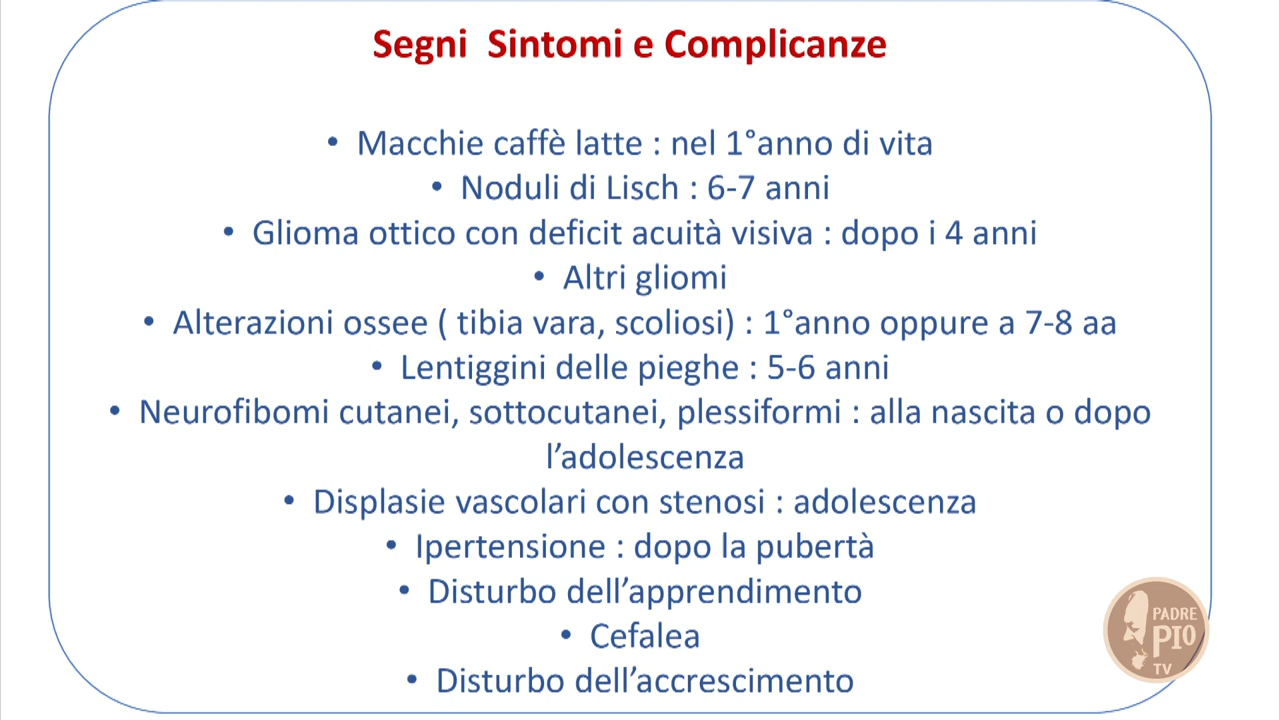 Segni  Sintomi e Complicanze
• Macchie caffè latte : nel 1°anno di vita
• Noduli di Lisch : 6-7 anni
• Glioma ottico con deficit acuità visiva : dopo i 4 anni
• Altri gliomi
• Alterazioni ossee ( tibia vara, scoliosi) : 1°anno oppure a 7-8 aa
• Lentiggini delle pieghe : 5-6 anni
• Neurofibomi cutanei, sottocutanei, plessiformi : alla nascita o dopo
l’adolescenza
• Displasie vascolari con stenosi : adolescenza
• Ipertensione : dopo la pubertà
• Disturbo dell’apprendimento
• Cefalea
• Disturbo dell’accrescimento
PADRE
PIO
TV